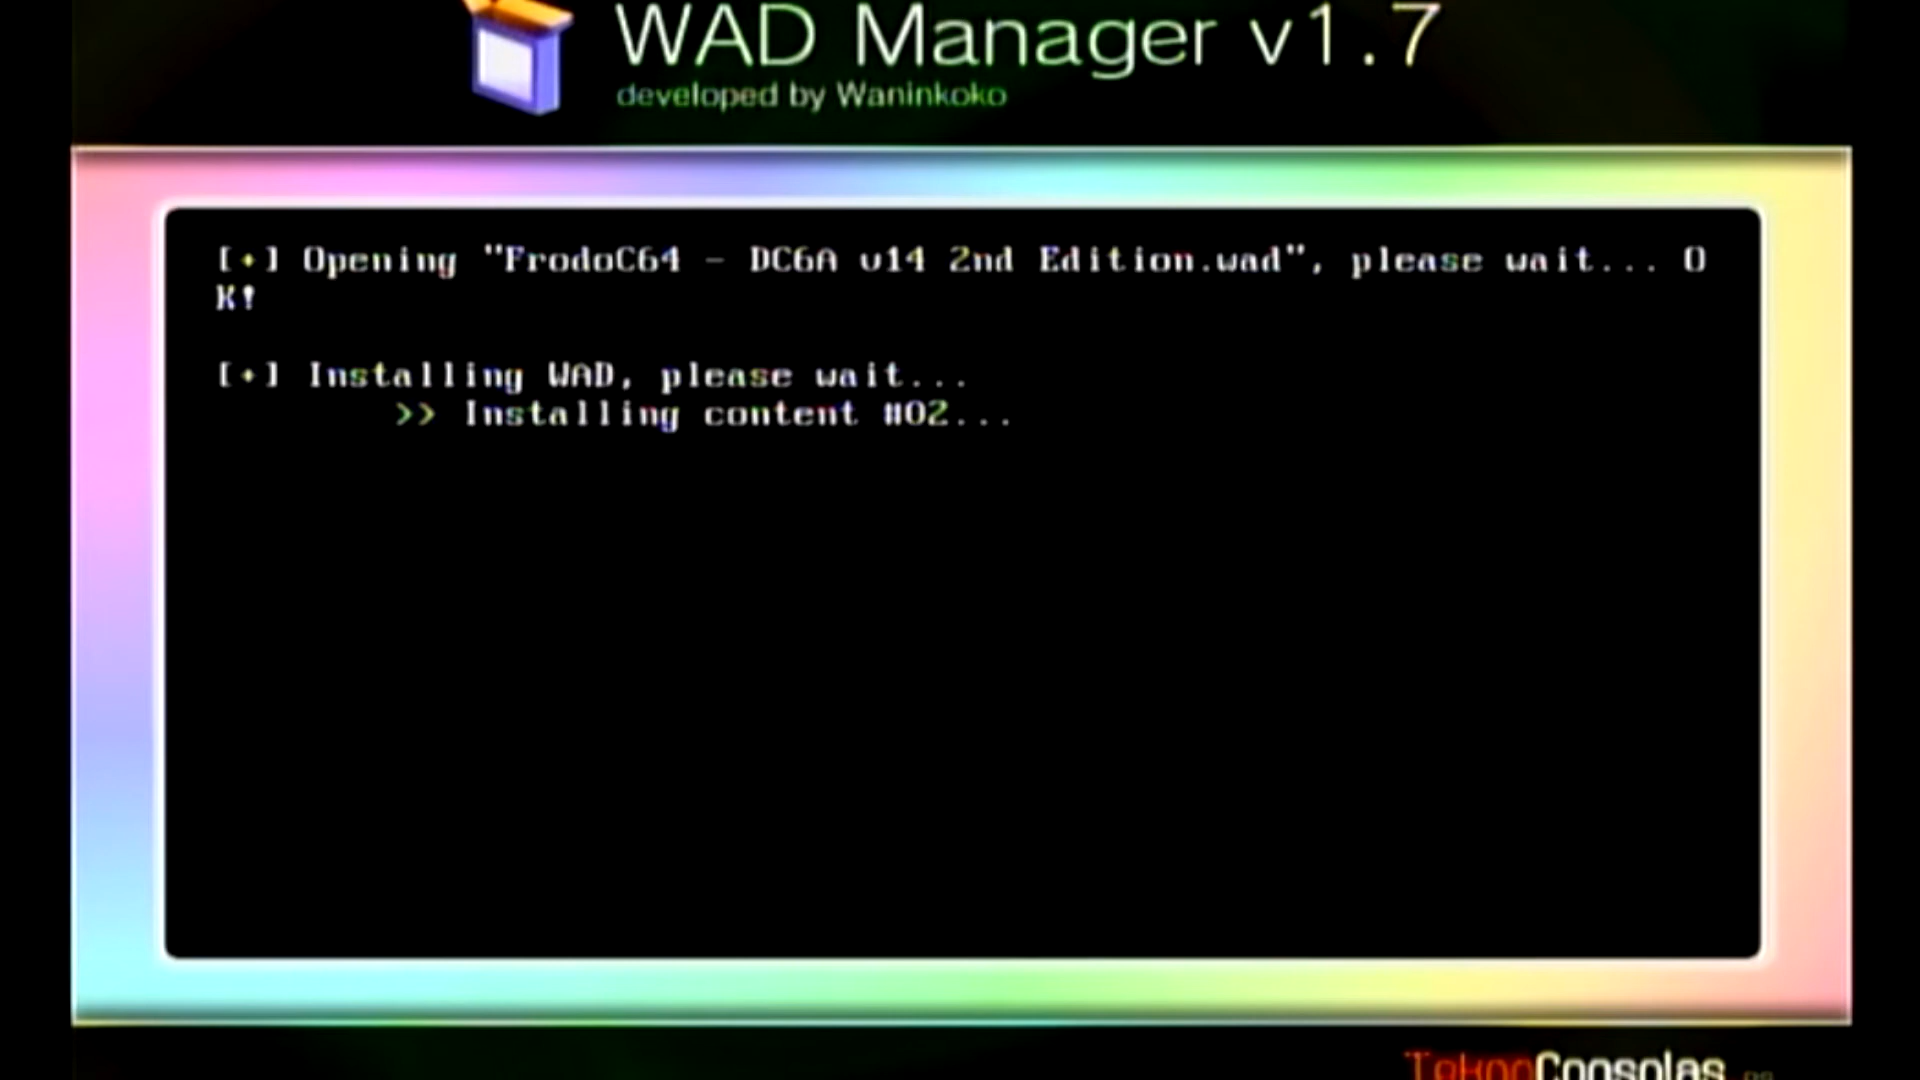 WAD Manager v1.7
developed by Waninkoko
[+] Opening "FrodoC64 - DC6A v14 2nd Edition.wad", please wait... O
K!
[+] Installing WAD, please wait...
>> Installing content #02...